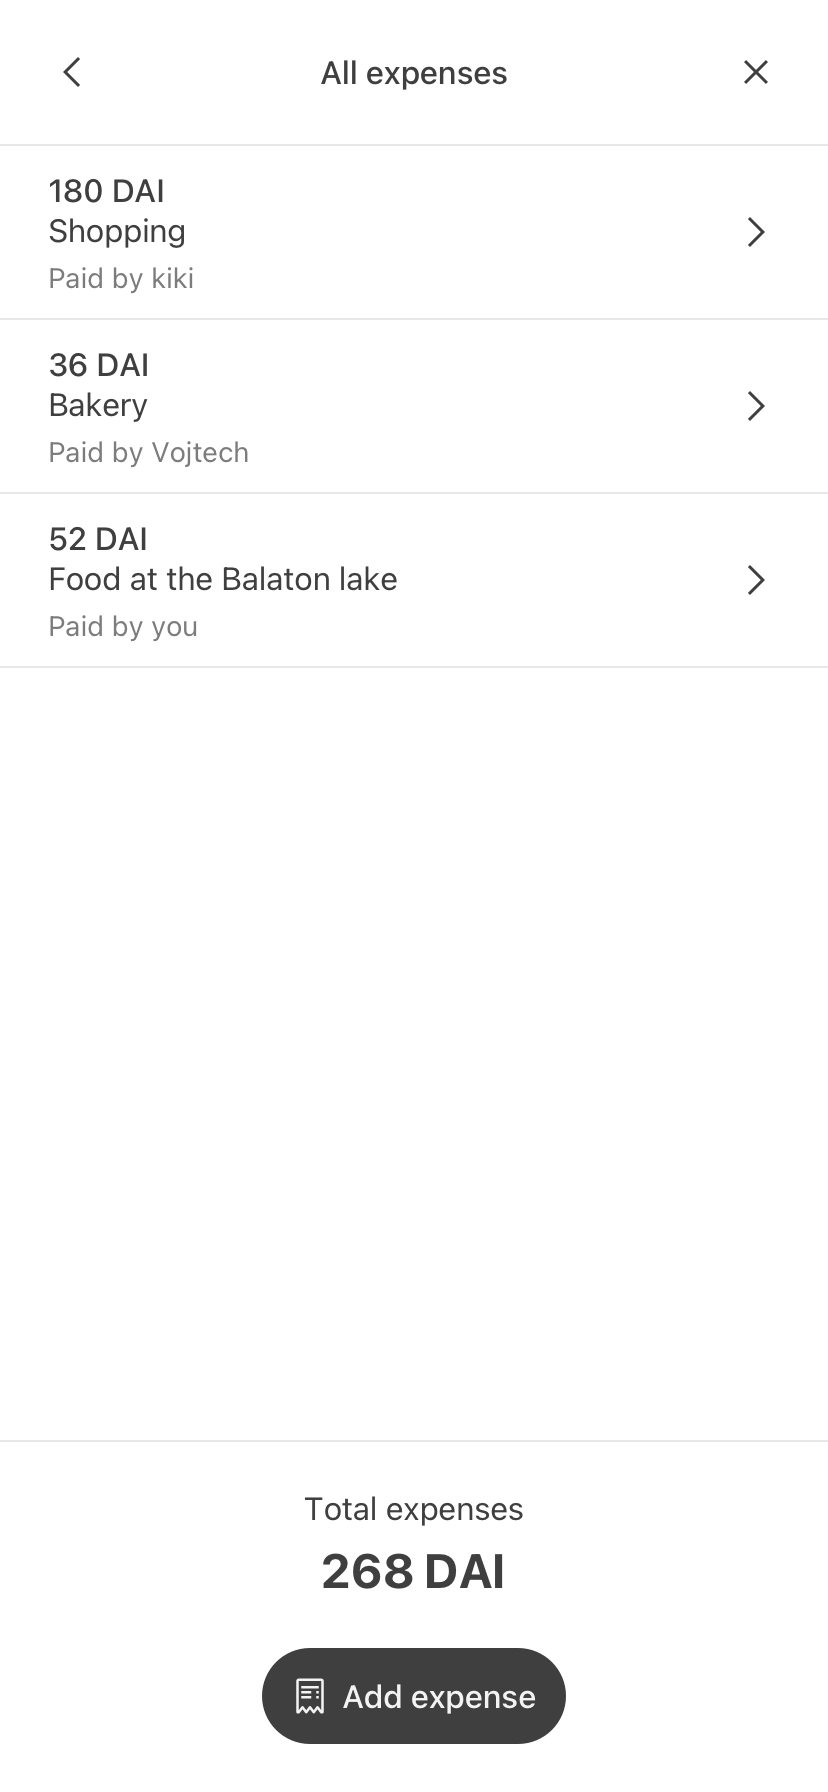 All expenses
180 DAI
Shopping
Paid by kiki
36 DAI
Bakery
Paid by Vojtech
52 DAI
Food at the Balaton lake
Paid by you
Total expenses
268 DAI
Add expense